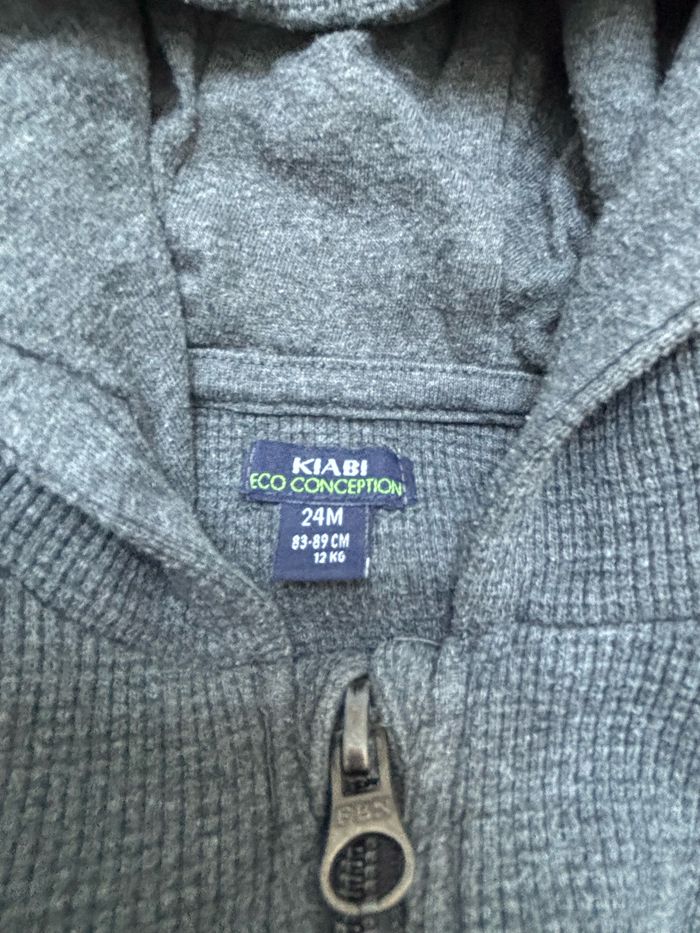 KIABI
ECO CONCEPTION
24M
83-89 CM
12 KG